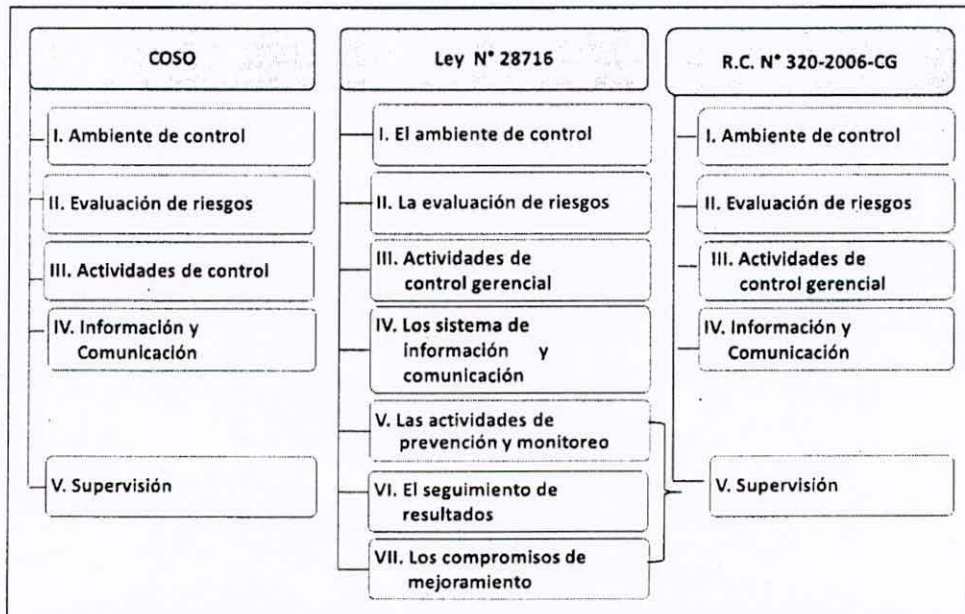 COSO
I. Ambiente de control
II. Evaluación de riesgos
III. Actividades de control
IV. Información y
Comunicación
V. Supervisión
Ley N° 28716
I. El ambiente de control
II. La evaluación de riesgos
III. Actividades de
control gerencial
IV. Los sistema de
información y
comunicación
V. Las actividades de
prevención y monitoreo
VI. El seguimiento de
resultados
VII. Los compromisos de
mejoramiento
R.C. N° 320-2006-CG
I. Ambiente de control
II. Evaluación de riesgos
III. Actividades de
control gerencial
IV. Información y
Comunicación
V. Supervisión